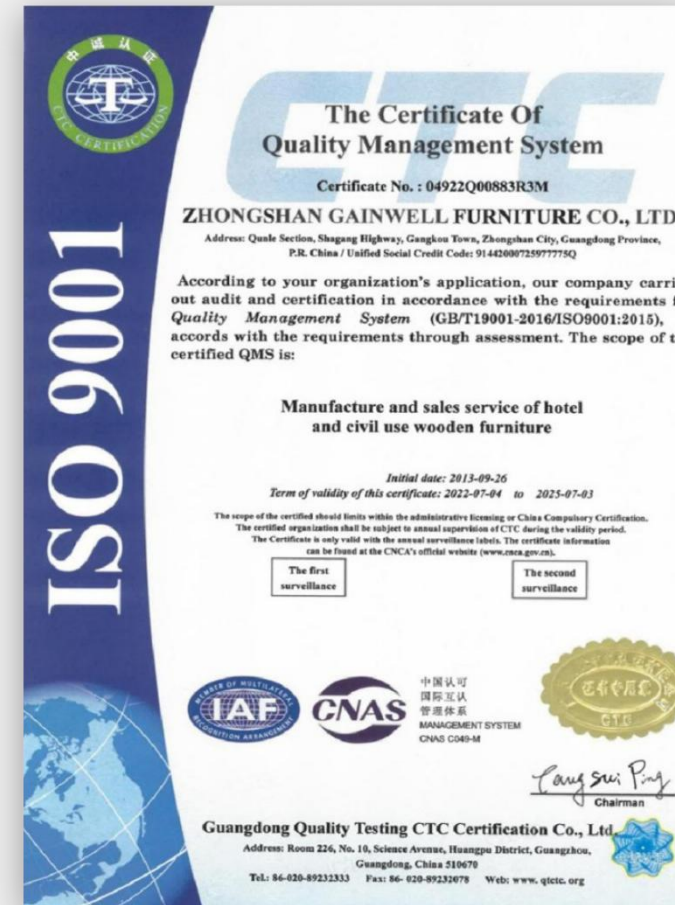 中诚认证
CTC CERTIFICATION
CTC
ISO 9001
The Certificate Of
Quality Management System
Certificate No. : 04922Q00883R3M
ZHONGSHAN GAINWELL FURNITURE CO., LTD
Address: Qunle Section, Shagang Highway, Gangkou Town, Zhongshan City, Guangdong Province,
P.R. China / Unified Social Credit Code: 91442000725977775Q
According to your organization's application, our company carri
out audit and certification in accordance with the requirements f
Quality Management System (GB/T19001-2016/ISO9001:2015),
accords with the requirements through assessment. The scope of t
certified QMS is:
Manufacture and sales service of hotel
and civil use wooden furniture
Initial date: 2013-09-26
Term of validity of this certificate: 2022-07-04 to 2025-07-03
The scope of the certified should limits within the administrative licensing or China Compulsory Certification.
The certified organization shall be subject to annual supervision of CTC during the validity period.
The Certificate is only valid with the annual surveillance labels. The certificate information
can be found at the CNCA's official website (www.cnca.gov.cn).
The first
surveillance
The second
surveillance
MEMBER OF MULTILATERAL
IAF
RECOGNITION ARRANGEMENT
CNAS
中国认可
国际互认
管理体系
MANAGEMENT SYSTEM
CNAS C049-M
CTC
Chairman
Guangdong Quality Testing CTC Certification Co., Ltd.
Address: Room 226, No. 10, Science Avenue, Huangpu District, Guangzhou,
Guangdong, China 510670
Tel.: 86-020-89232333 Fax: 86- 020-89232078 Web: www. qtctc. org